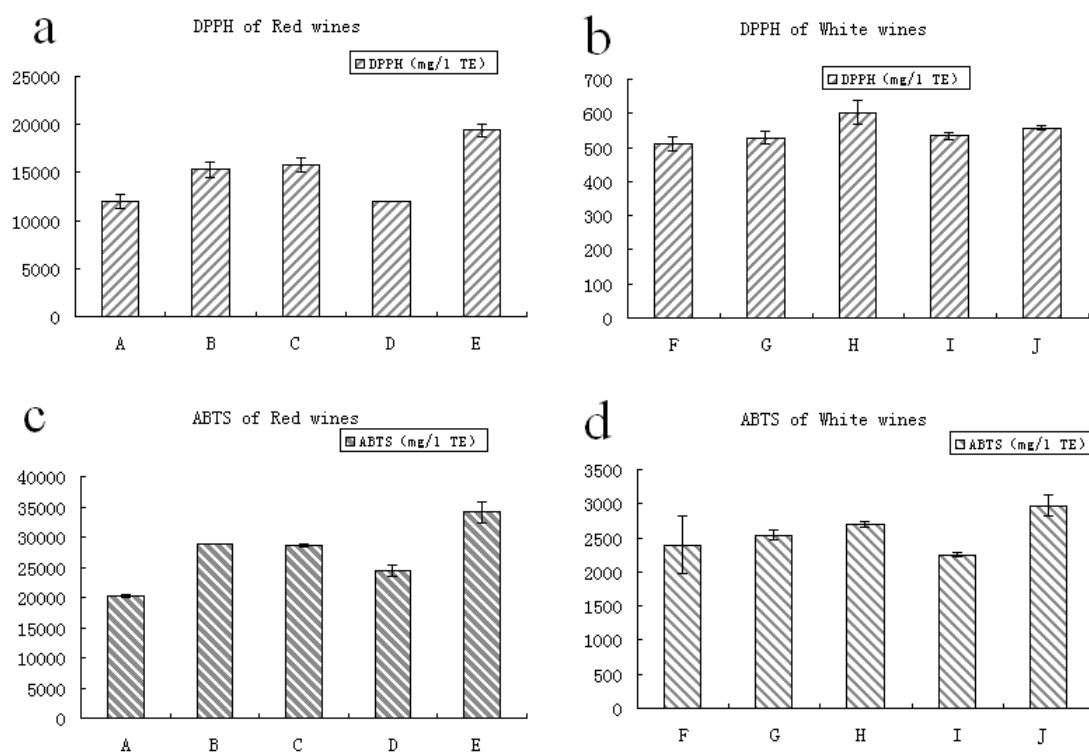 a
DPPH of Red wines
DPPH (mg/l TE)
25000
20000
15000
10000
5000
0
A B C D E
b
DPPH of White wines
DPPH (mg/l TE)
700
600
500
400
300
200
100
0
F G H I J
c
ABTS of Red wines
ABTS (mg/l TE)
40000
35000
30000
25000
20000
15000
10000
5000
0
A B C D E
d
ABTS of White wines
ABTS (mg/l TE)
3500
3000
2500
2000
1500
1000
500
0
F G H I J